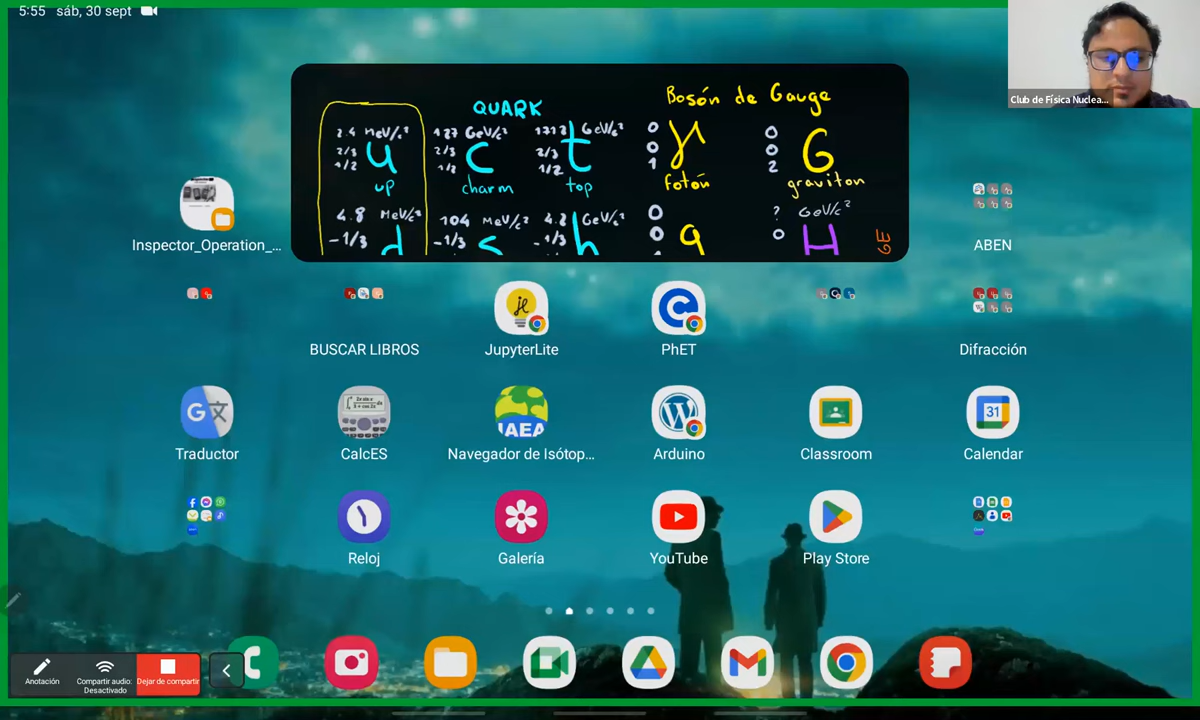 5:55 sáb, 30 sept
Club de Física Nuclea...
QUARK
Bosón de Gauge
2.4 MeV/c²
2/3
1/2
u
up
127 GeV/c²
2/3
1/2
c
charm
GeV/c²
2/3
1/2
t
top
0
0
1
γ
fotón
0
0
2
G
graviton
4.8 MeV/c²
-1/3
d
104 MeV/c²
-1/3
s
4.2 GeV/c²
-1/3
b
0
0
g
? GeV/c²
0
H
Inspector_Operation_...
ABEN
BUSCAR LIBROS
JupyterLite
PhET
Difracción
IAEA
31
Traductor
CalcES
Navegador de Isótop...
Arduino
Classroom
Calendar
Reloj
Galería
YouTube
Play Store
Anotación
Compartir audio:
Desactivado
Dejar de compartir